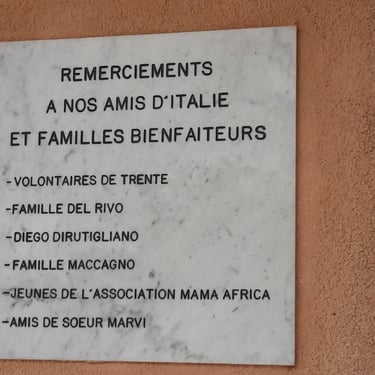 REMERCIEMENTS
A NOS AMIS D'ITALIE
ET FAMILLES BIENFAITEURS
-VOLONTAIRES DE TRENTE
-FAMILLE DEL RIVO
-DIEGO DIRUTIGLIANO
-FAMILLE MACCAGNO
-JEUNES DE L'ASSOCIATION MAMA AFRICA
-AMIS DE SOEUR MARVI